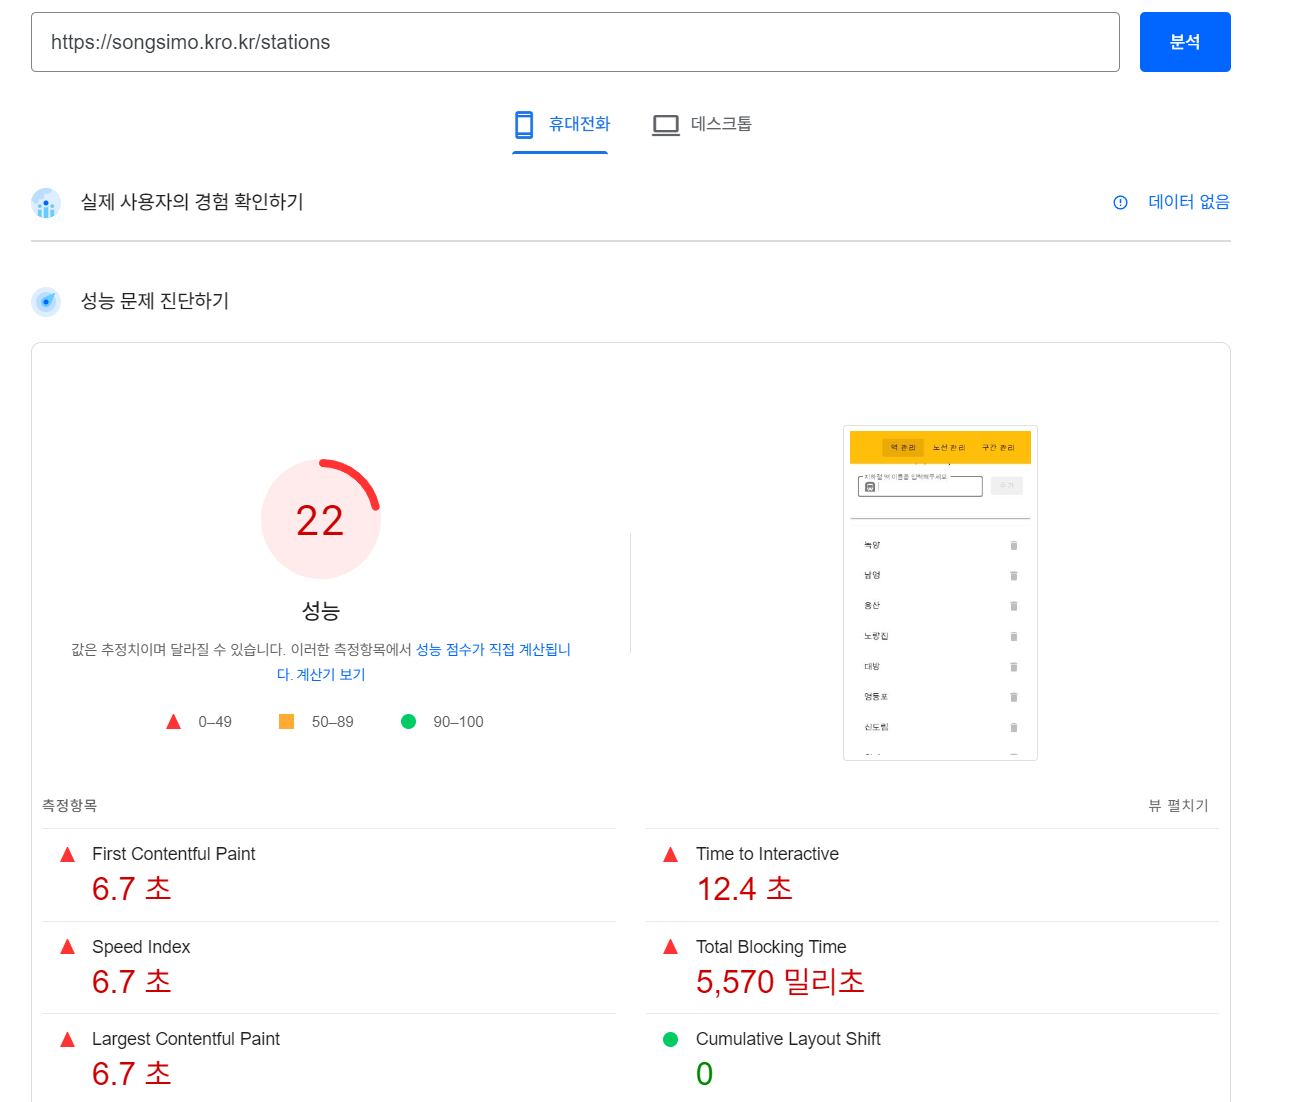 https://songsimo.kro.kr/stations
분석
휴대전화
데스크톱
실제 사용자의 경험 확인하기
데이터 없음
성능 문제 진단하기
22
성능
값은 추정치이며 달라질 수 있습니다. 이러한 측정항목에서 성능 점수가 직접 계산됩니
다. 계산기 보기
0–49
50–89
90–100
역 관리
노선 관리
구간 관리
지하철 역 이름을 입력해주세요
추가
녹양
남영
용산
노량진
대방
영등포
신도림
측정항목
뷰 펼치기
First Contentful Paint
6.7 초
Time to Interactive
12.4 초
Speed Index
6.7 초
Total Blocking Time
5,570 밀리초
Largest Contentful Paint
6.7 초
Cumulative Layout Shift
0